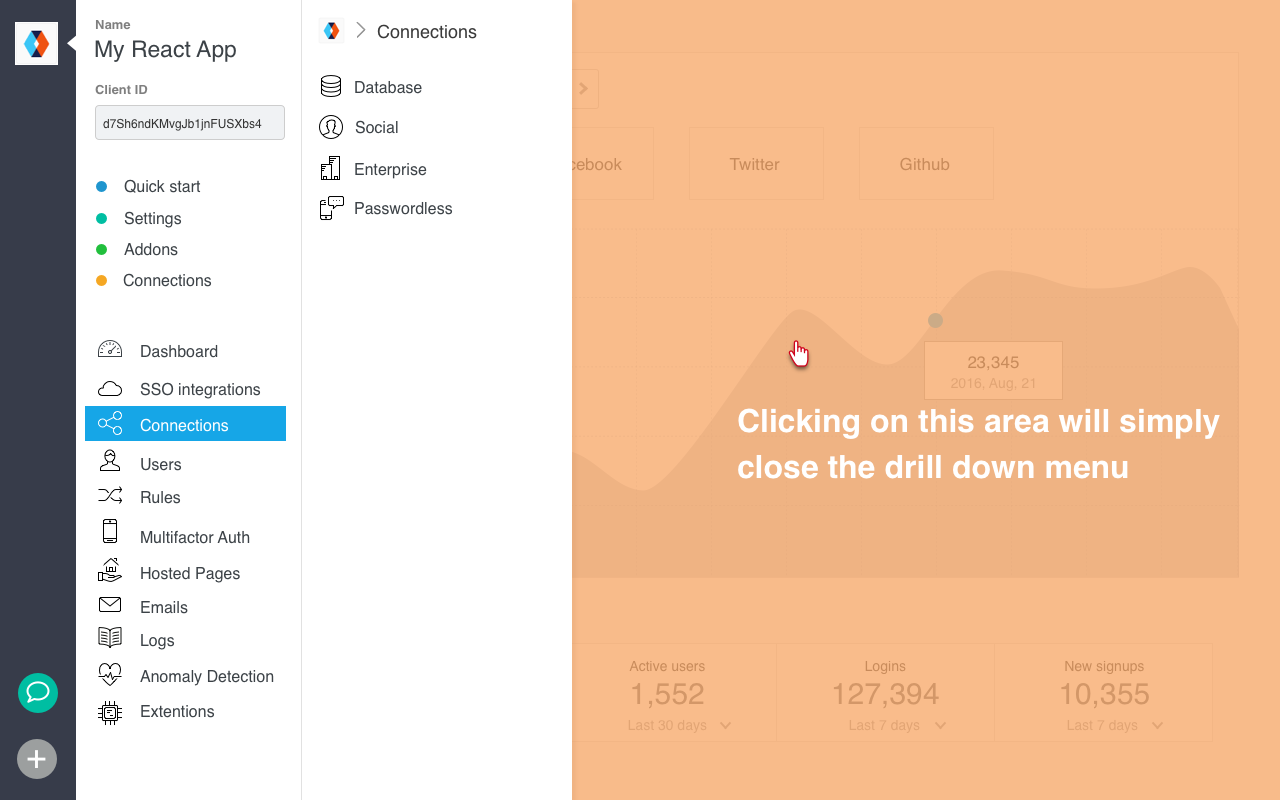 Name
My React App
Client ID
d7Sh6ndKMvgJb1jnFUSXbs4
Quick start
Settings
Addons
Connections
Dashboard
SSO integrations
Connections
Users
Rules
Multifactor Auth
Hosted Pages
Emails
Logs
Anomaly Detection
Extentions
Connections
Database
Social
Enterprise
Passwordless
cebook
Twitter
Github
23,345
2016, Aug, 21
Clicking on this area will simply
close the drill down menu
Active users
1,552
Last 30 days
Logins
127,394
Last 7 days
New signups
10,355
Last 7 days